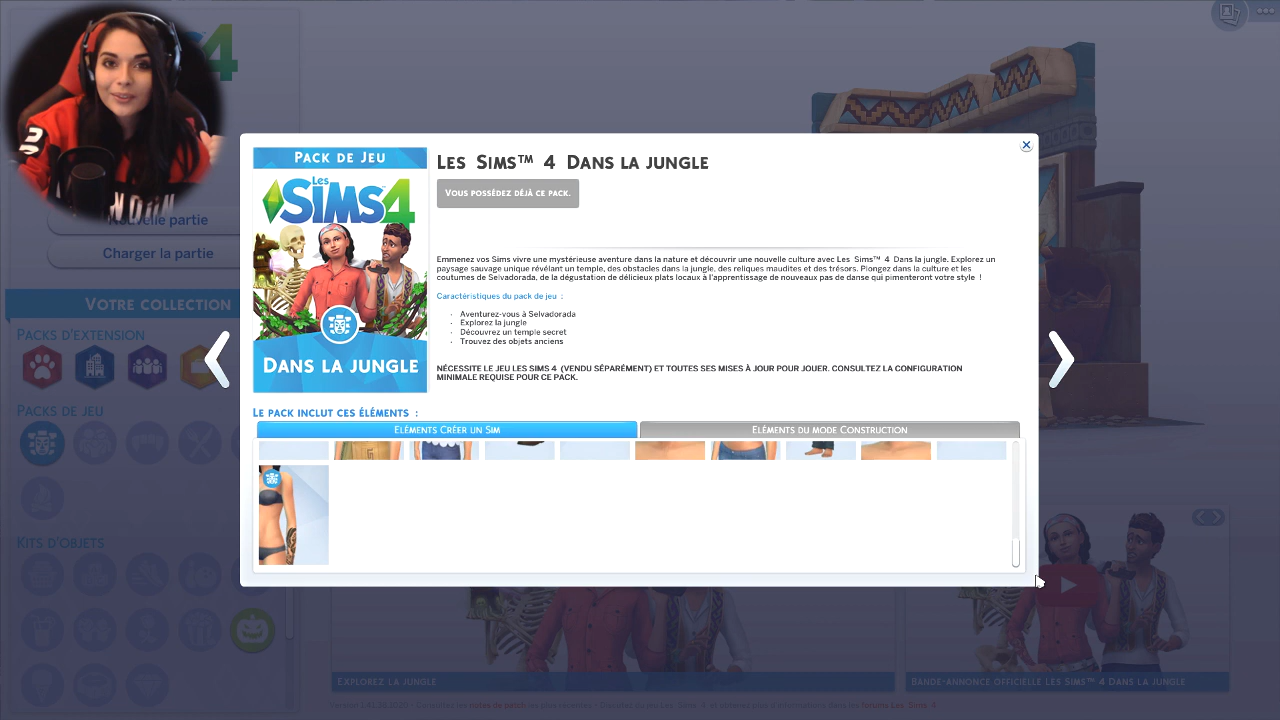 4
Nouvelle partie
Charger la partie
Votre collection
Packs d'extension
Packs de jeu
Kits d'objets
Pack de Jeu
Les
SIMS 4
Dans la jungle
Les Sims™ 4 Dans la jungle
Vous possédez déjà ce pack.
Emmenez vos Sims vivre une mystérieuse aventure dans la nature et découvrir une nouvelle culture avec Les Sims™ 4 Dans la jungle. Explorez un
paysage sauvage unique révélant un temple, des obstacles dans la jungle, des reliques maudites et des trésors. Plongez dans la culture et les
coutumes de Selvadorada, de la dégustation de délicieux plats locaux à l'apprentissage de nouveaux pas de danse qui pimenteront votre style !
Caractéristiques du pack de jeu :
· Aventurez-vous à Selvadorada
· Explorez la jungle
· Découvrez un temple secret
· Trouvez des objets anciens
NÉCESSITE LE JEU LES SIMS 4 (VENDU SÉPARÉMENT) ET TOUTES SES MISES À JOUR POUR JOUER. CONSULTEZ LA CONFIGURATION
MINIMALE REQUISE POUR CE PACK.
Le pack inclut ces éléments :
Eléments Créer un Sim
Eléments du mode Construction
Explorez la jungle
Bande-annonce officielle Les Sims™ 4 Dans la jungle